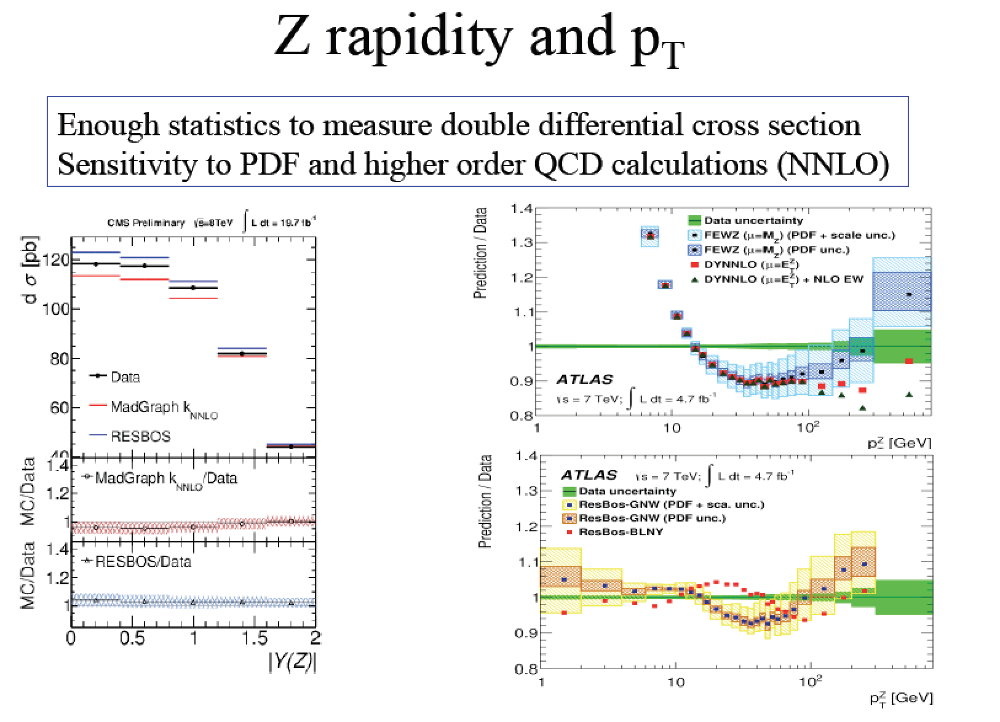 Z rapidity and pT
Enough statistics to measure double differential cross section
Sensitivity to PDF and higher order QCD calculations (NNLO)
CMS Preliminary √s=8TeV ∫ L dt = 19.7 fb-1
d σ [pb]
120
100
80
60
40
Data
MadGraph kNNLO
RESBOS
MC/Data
1.4
1.2
1
MadGraph kNNLO/Data
MC/Data
1.4
1.2
1
RESBOS/Data
0 0.5 1 1.5 2
|Y(Z)|
Prediction / Data
1.4
1.3
1.2
1.1
1
0.9
0.8
Data uncertainty
FEWZ (μ=MZ) (PDF + scale unc.)
FEWZ (μ=MZ) (PDF unc.)
DYNNLO (μ=EZT)
DYNNLO (μ=EZT) + NLO EW
ATLAS
√s = 7 TeV; ∫ L dt = 4.7 fb-1
1 10 102
pZ [GeV]
Prediction / Data
1.4
1.3
1.2
1.1
1
0.9
0.8
ATLAS √s = 7 TeV; ∫ L dt = 4.7 fb-1
Data uncertainty
ResBos-GNW (PDF + sca. unc.)
ResBos-GNW (PDF unc.)
ResBos-BLNY
1 10 102
pZT [GeV]